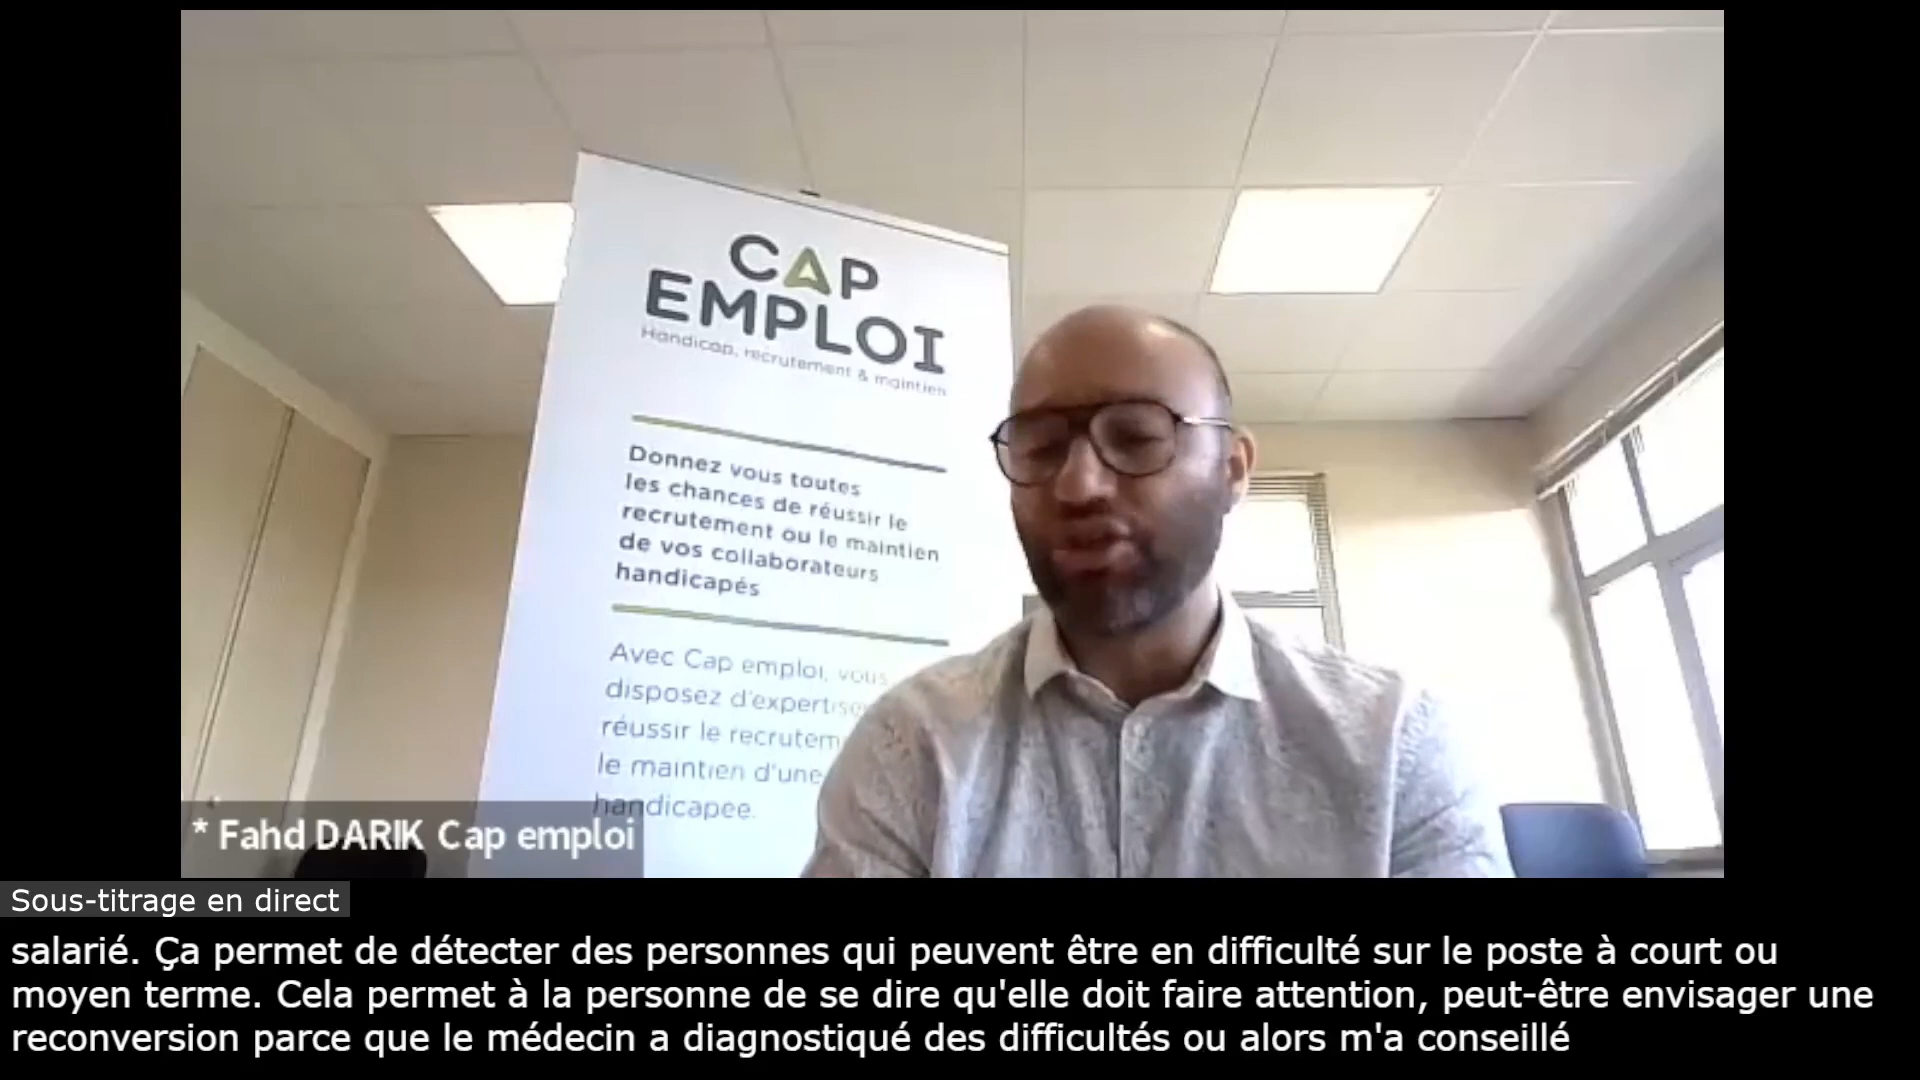 CAP
EMPLOI
Handicap, recrutement & maintien
Donnez vous toutes
les chances de réussir le
recrutement ou le maintien
de vos collaborateurs
handicapés
Avec Cap emploi, vous
disposez d'expertise
réussir le recrutem
le maintien d'une
handicapée.
* Fahd DARIK Cap emploi
Sous-titrage en direct
salarié. Ça permet de détecter des personnes qui peuvent être en difficulté sur le poste à court ou
moyen terme. Cela permet à la personne de se dire qu'elle doit faire attention, peut-être envisager une
reconversion parce que le médecin a diagnostiqué des difficultés ou alors m'a conseillé